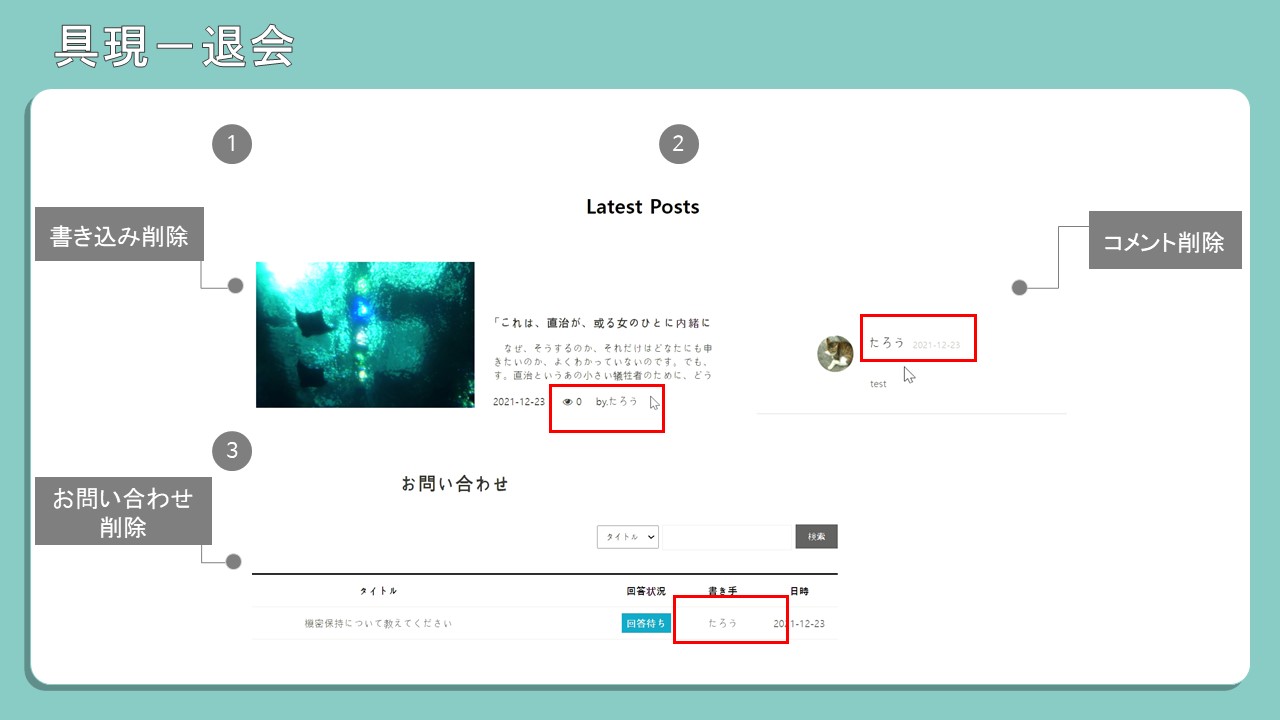 具現ー退会
1
2
書き込み削除
Latest Posts
コメント削除
「これは、直治が、或る女のひとに内緒に
なぜ、そうするのか、それだけはどなたにも申
きたいのか、よくわかっていないのです。でも、
す。直治というあの小さい犠牲者のために、どう
2021-12-23 0 by.たろう
たろう 2021-12-23
test
3
お問い合わせ
削除
お問い合わせ
タイトル 検索
タイトル 回答状況 書き手 日時
機密保持について教えてください 回答待ち たろう 2021-12-23